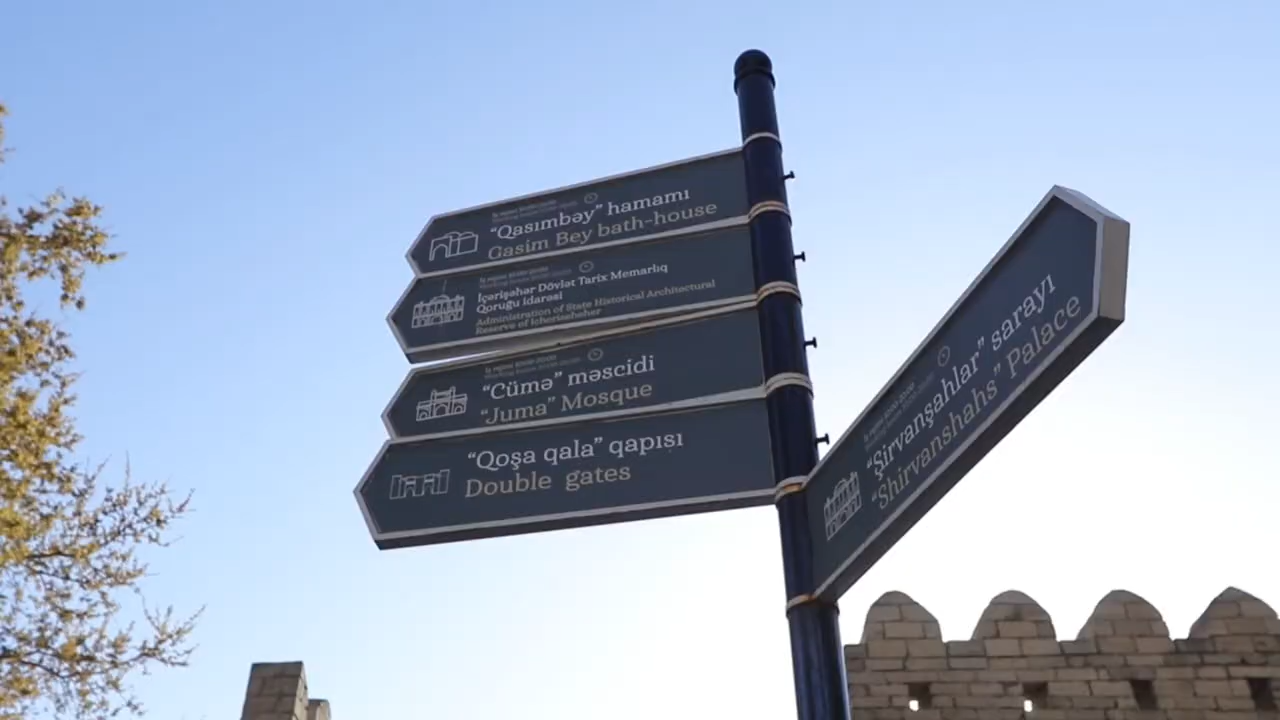 "Qasımbəy" hamamı
Gasim Bey bath-house
İçərişəhər Dövlət Tarix Memarlıq
Qoruğu idarəsi
Administration of State Historical Architectural
Reserve of Icherisheher
"Cümə" məscidi
"Juma" Mosque
"Qoşa qala" qapısı
Double gates
"Şirvanşahlar" sarayı
"Shirvanshahs" Palace